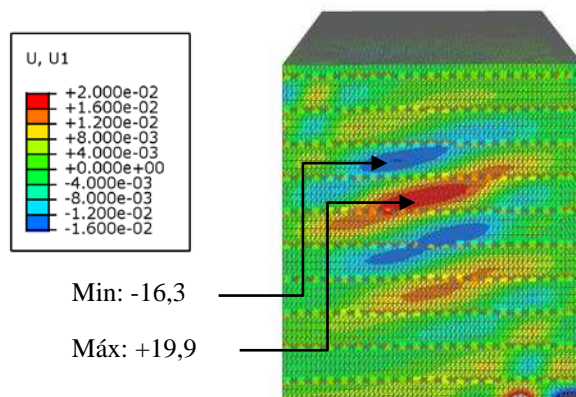 U, U1
+2.000e-02
+1.600e-02
+1.200e-02
+8.000e-03
+4.000e-03
+0.000e+00
-4.000e-03
-8.000e-03
-1.200e-02
-1.600e-02
Min: -16,3
Máx: +19,9